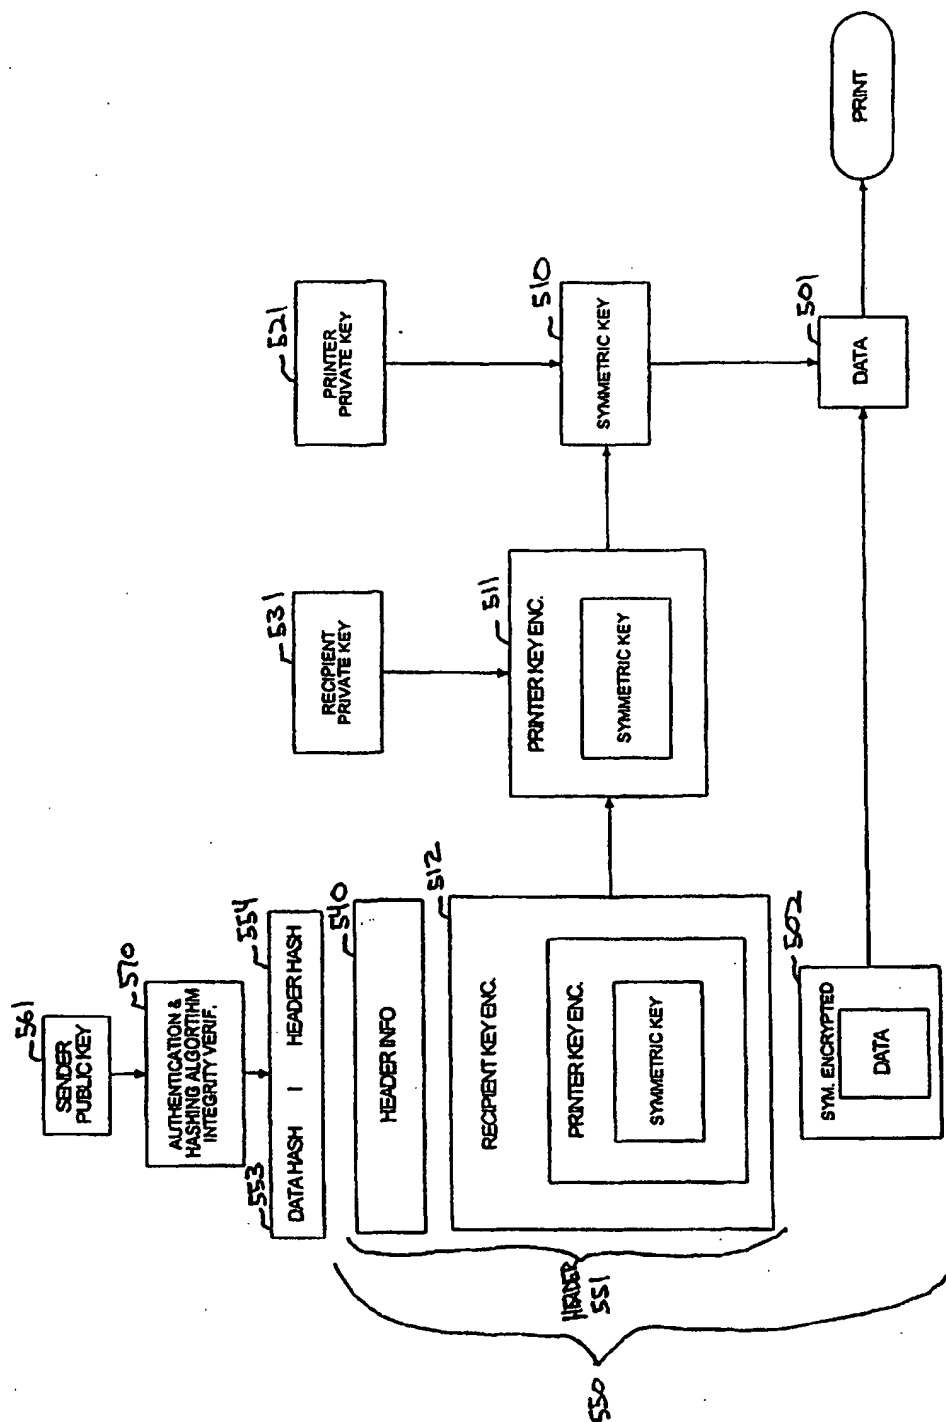 561
SENDER
PUBLIC KEY
570
AUTHENTICATION &
HASHING ALGORITHM
INTEGRITY VERIF.
553
554
DATA HASH | HEADER HASH
540
HEADER INFO
512
RECIPIENT KEY ENC.
PRINTER KEY ENC.
SYMMETRIC KEY
502
SYM. ENCRYPTED
DATA
HEADER
551
550
531
RECIPIENT
PRIVATE KEY
511
PRINTER KEY ENC.
SYMMETRIC KEY
521
PRINTER
PRIVATE KEY
510
SYMMETRIC KEY
501
DATA
PRINT